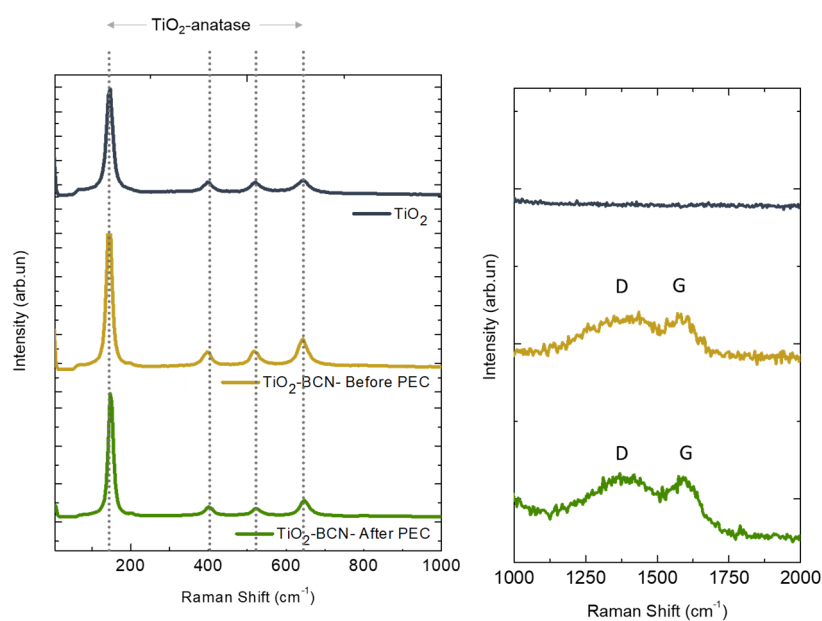 TiO₂-anatase
Intensity (arb.un)
TiO₂
TiO₂-BCN- Before PEC
TiO₂-BCN- After PEC
200 400 600 800 1000
Raman Shift (cm⁻¹)
Intensity (arb.un)
D G
D G
1000 1250 1500 1750 2000
Raman Shift (cm⁻¹)